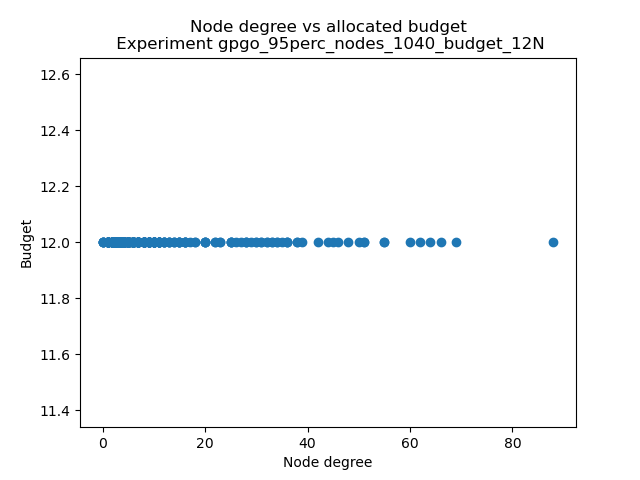 Node degree vs allocated budget
Experiment gpgo_95perc_nodes_1040_budget_12N
12.6
12.4
12.2
12.0
11.8
11.6
11.4
Budget
0 20 40 60 80
Node degree